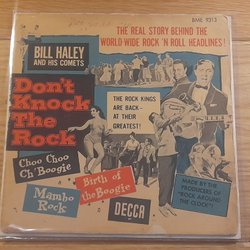 BME 9313
THE REAL STORY BEHIND THE
WORLD-WIDE ROCK 'N ROLL HEADLINES!
BILL HALEY
AND HIS COMETS
Don't
Knock
The
Rock
THE ROCK KINGS
ARE BACK-
AT THEIR
GREATEST!
Choo Choo
Ch'Boogie
Mambo
Rock
Birth of
the Boogie
DECCA
MADE BY THE
PRODUCERS OF
"ROCK AROUND
THE CLOCK"!